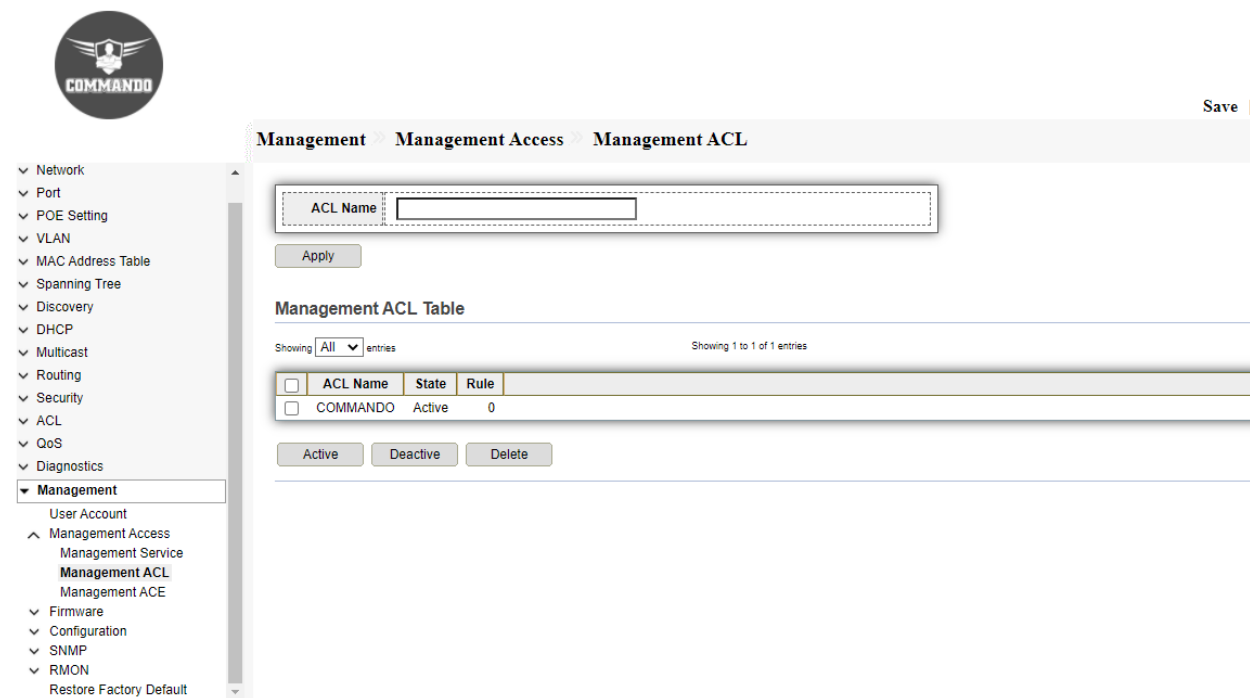 COMMANDO
Save
Management » Management Access » Management ACL
Network
Port
POE Setting
VLAN
MAC Address Table
Spanning Tree
Discovery
DHCP
Multicast
Routing
Security
ACL
QoS
Diagnostics
Management
User Account
Management Access
Management Service
Management ACL
Management ACE
Firmware
Configuration
SNMP
RMON
Restore Factory Default
ACL Name
Apply
Management ACL Table
Showing All entries
Showing 1 to 1 of 1 entries
ACL Name State Rule
COMMANDO Active 0
Active Deactive Delete